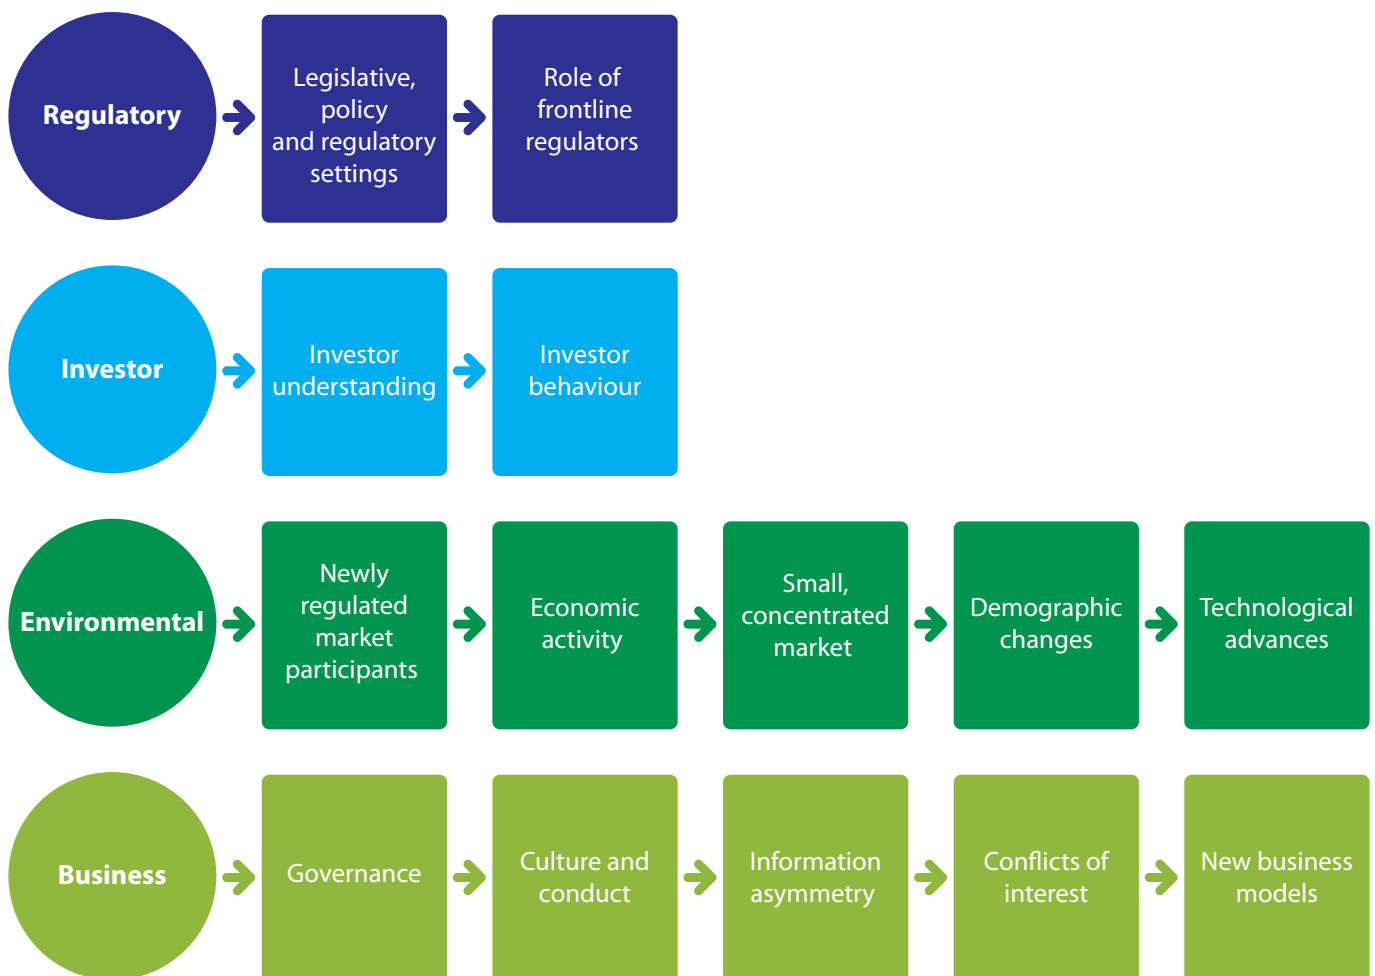 Regulatory
Legislative,
policy
and regulatory
settings
Role of
frontline
regulators
Investor
Investor
understanding
Investor
behaviour
Environmental
Newly
regulated
market
participants
Economic
activity
Small,
concentrated
market
Demographic
changes
Technological
advances
Business
Governance
Culture and
conduct
Information
asymmetry
Conflicts of
interest
New business
models